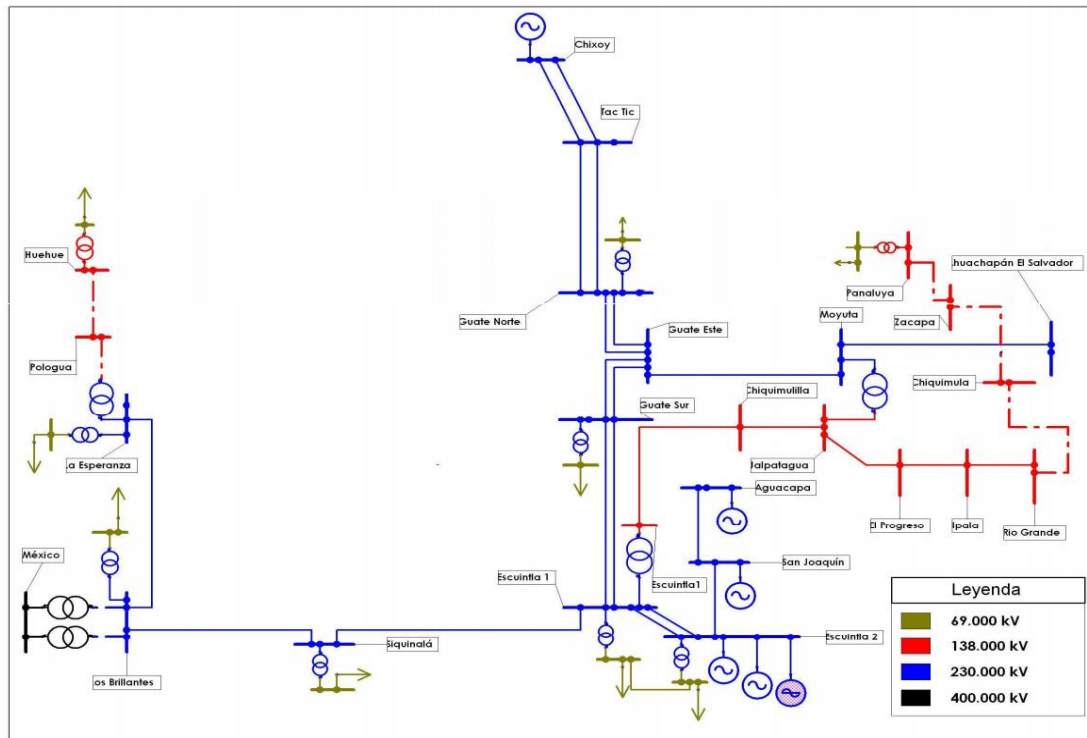 Chixoy
Tac Tic
Huehue
Guate Norte
Guate Este
Moyuta
Panaluya
huachapán El Salvador
Zacapa
Pologua
Chiquimula
Guate Sur
Chiquimulilla
a Esperanza
Jalpatagua
Aguacapa
El Progreso
Ipala
Rio Grande
México
Escuintla 1
Escuintla1
San Joaquín
Escuintla 2
os Brillantes
Siquinalá
Leyenda
69.000 kV
138.000 kV
230.000 kV
400.000 kV